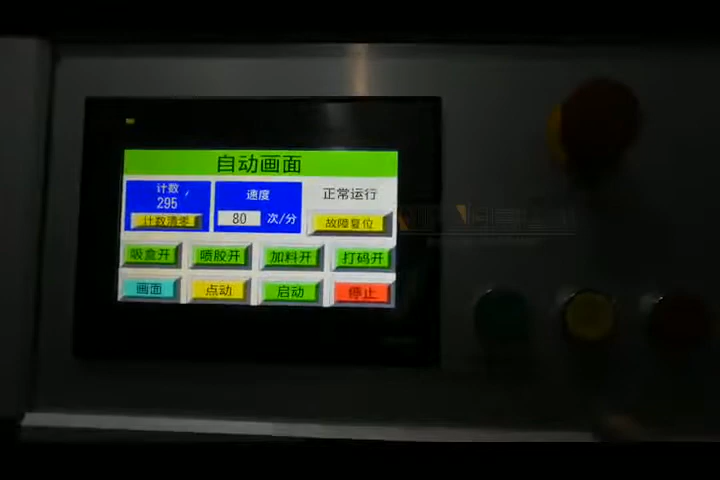 自动画面
计数
295
计数清零
速度
80 次/分
正常运行
故障复位
吸盒开 喷胶开 加料开 打码开
画面 点动 启动 停止